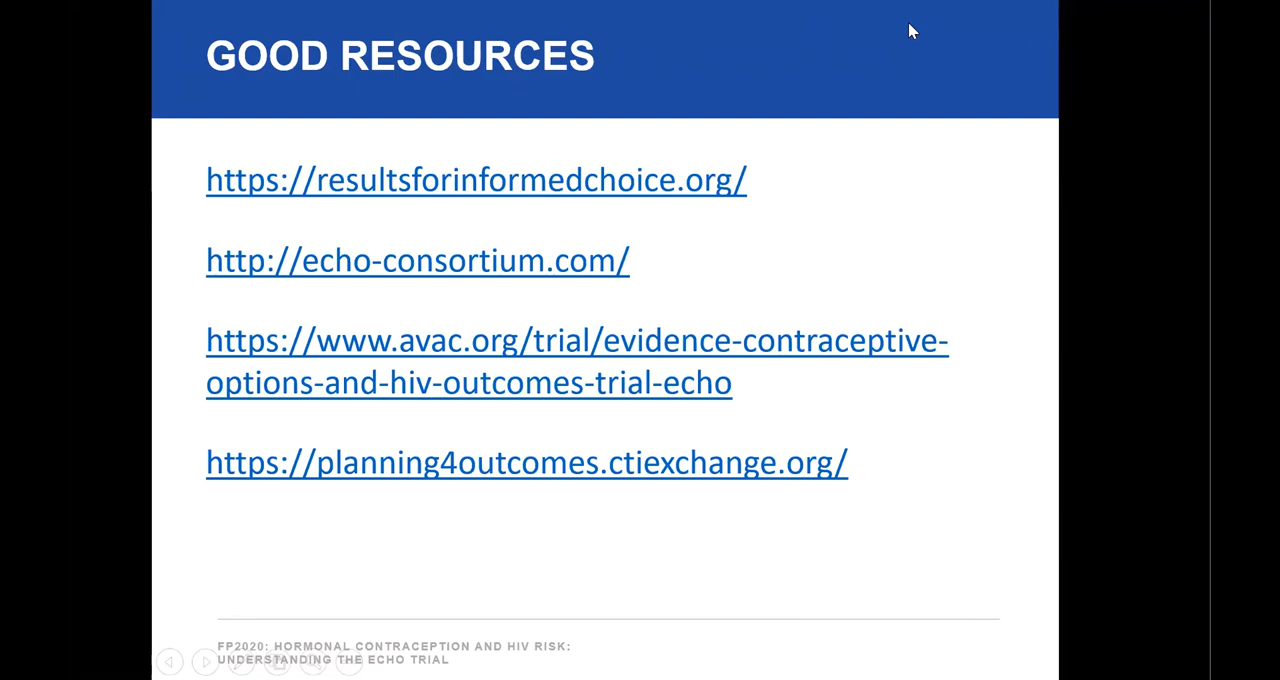 GOOD RESOURCES
https://resultsforinformedchoice.org/
http://echo-consortium.com/
https://www.avac.org/trial/evidence-contraceptive-
options-and-hiv-outcomes-trial-echo
https://planning4outcomes.ctiexchange.org/
FP2020: HORMONAL CONTRACEPTION AND HIV RISK:
UNDERSTANDING THE ECHO TRIAL